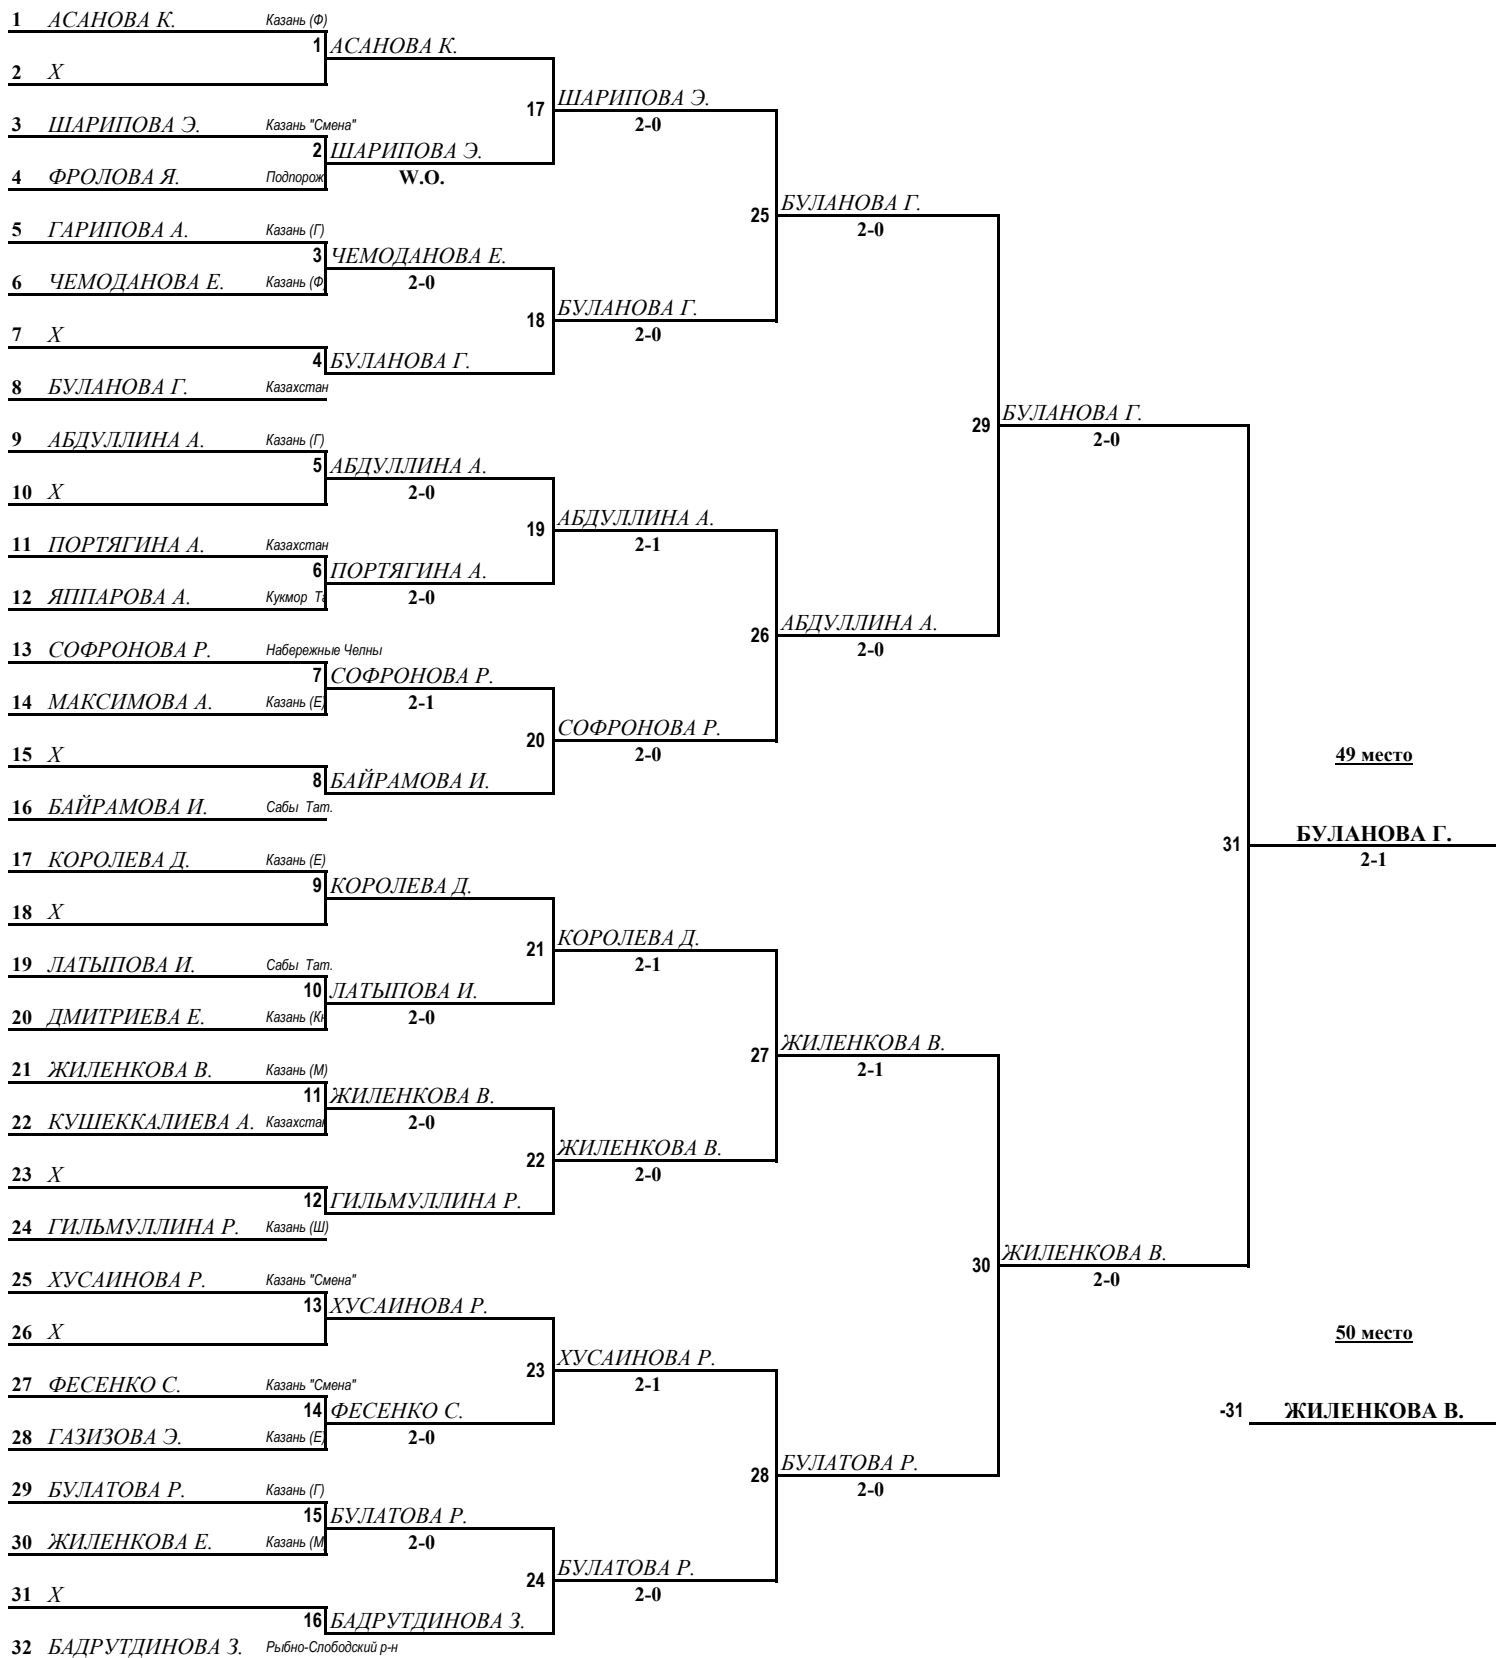 1 АСАНОВА К. Казань (Ф)
1 АСАНОВА К.
2 Х
17 ШАРИПОВА Э.
2-0
3 ШАРИПОВА Э. Казань "Смена"
2 ШАРИПОВА Э.
W.O.
4 ФРОЛОВА Я. Подпорож
25 БУЛАНОВА Г.
2-0
5 ГАРИПОВА А. Казань (Г)
3 ЧЕМОДАНОВА Е.
2-0
6 ЧЕМОДАНОВА Е. Казань (Ф
18 БУЛАНОВА Г.
2-0
7 Х
4 БУЛАНОВА Г.
8 БУЛАНОВА Г. Казахстан
29 БУЛАНОВА Г.
2-0
9 АБДУЛЛИНА А. Казань (Г)
5 АБДУЛЛИНА А.
2-0
10 Х
19 АБДУЛЛИНА А.
2-1
11 ПОРТЯГИНА А. Казахстан
6 ПОРТЯГИНА А.
2-0
12 ЯППАРОВА А. Кукмор Та
26 АБДУЛЛИНА А.
2-0
13 СОФРОНОВА Р. Набережные Челны
7 СОФРОНОВА Р.
2-1
14 МАКСИМОВА А. Казань (Е)
20 СОФРОНОВА Р.
2-0
15 Х
8 БАЙРАМОВА И.
16 БАЙРАМОВА И. Сабы Тат.
49 место
31 БУЛАНОВА Г.
2-1
17 КОРОЛЕВА Д. Казань (Е)
9 КОРОЛЕВА Д.
18 Х
21 КОРОЛЕВА Д.
2-1
19 ЛАТЫПОВА И. Сабы Тат.
10 ЛАТЫПОВА И.
2-0
20 ДМИТРИЕВА Е. Казань (Кн
27 ЖИЛЕНКОВА В.
2-1
21 ЖИЛЕНКОВА В. Казань (М)
11 ЖИЛЕНКОВА В.
2-0
22 КУШЕККАЛИЕВА А. Казахстан
22 ЖИЛЕНКОВА В.
2-0
23 Х
12 ГИЛЬМУЛЛИНА Р.
24 ГИЛЬМУЛЛИНА Р. Казань (Ш)
30 ЖИЛЕНКОВА В.
2-0
25 ХУСАИНОВА Р. Казань "Смена"
13 ХУСАИНОВА Р.
26 Х
50 место
23 ХУСАИНОВА Р.
2-1
27 ФЕСЕНКО С. Казань "Смена"
14 ФЕСЕНКО С.
2-0
-31 ЖИЛЕНКОВА В.
28 ГАЗИЗОВА Э. Казань (Е)
28 БУЛАТОВА Р.
2-0
29 БУЛАТОВА Р. Казань (Г)
15 БУЛАТОВА Р.
2-0
30 ЖИЛЕНКОВА Е. Казань (М
24 БУЛАТОВА Р.
2-0
31 Х
16 БАДРУТДИНОВА З.
32 БАДРУТДИНОВА З. Рыбно-Слободский р-н